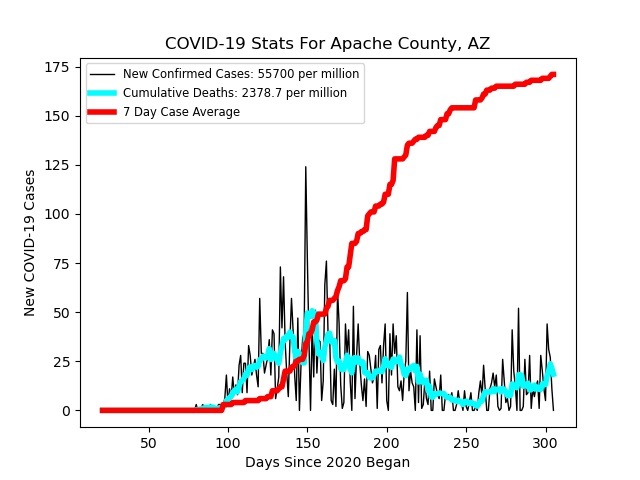 COVID-19 Stats For Apache County, AZ
New Confirmed Cases: 55700 per million
Cumulative Deaths: 2378.7 per million
7 Day Case Average
175
150
125
100
75
50
25
0
New COVID-19 Cases
50 100 150 200 250 300
Days Since 2020 Began